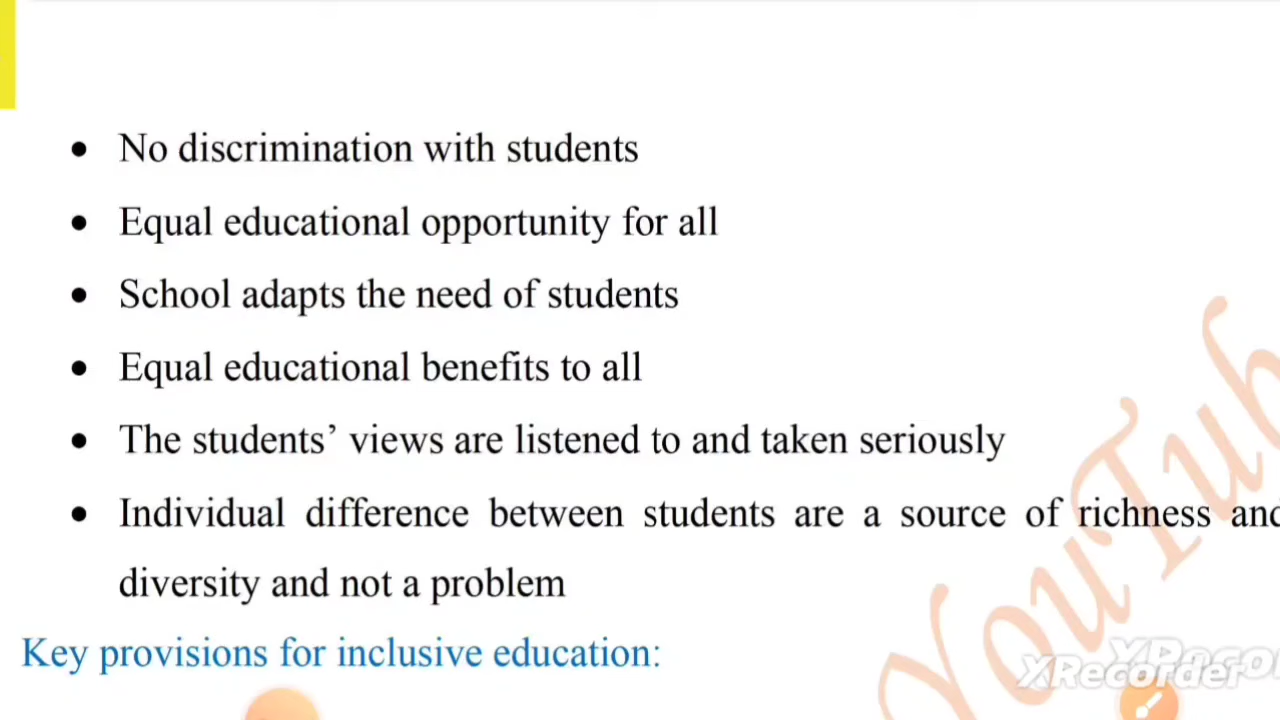 • No discrimination with students
• Equal educational opportunity for all
• School adapts the need of students
• Equal educational benefits to all
• The students’ views are listened to and taken seriously
• Individual difference between students are a source of richness and
diversity and not a problem
Key provisions for inclusive education:
YouTub
XRecorder